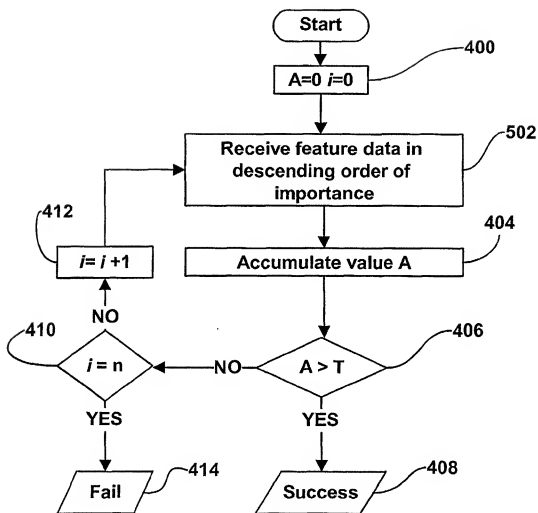 Start
400
A=0 i=0
502
Receive feature data in
descending order of
importance
412
i= i +1
404
Accumulate value A
NO
410
i = n
NO
A > T
406
YES
YES
Fail
414
Success
408